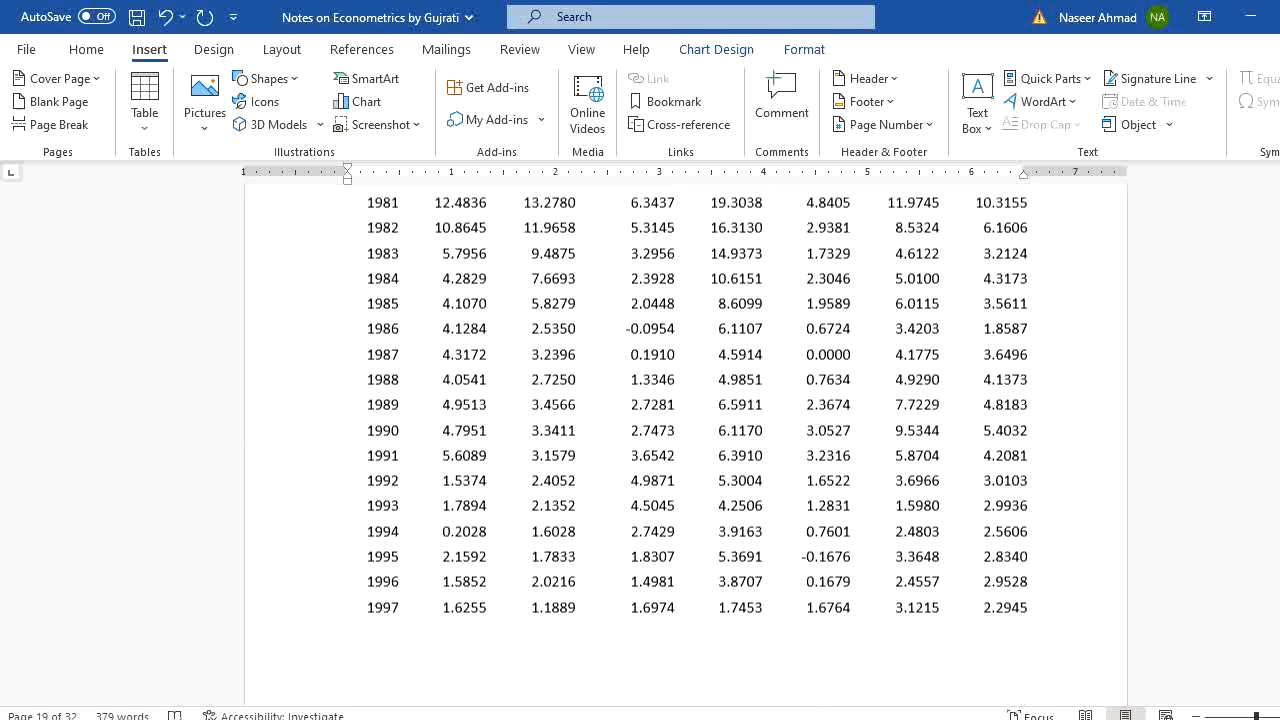 AutoSave Off Notes on Econometrics by Gujrati Search Naseer Ahmad NA
File Home Insert Design Layout References Mailings Review View Help Chart Design Format
Cover Page Blank Page Page Break Pages
Table Tables
Pictures Shapes Icons 3D Models SmartArt Chart Screenshot Illustrations
Get Add-ins My Add-ins Add-ins
Online Videos Media
Link Bookmark Cross-reference Links
Comment Comments
Header Footer Page Number Header & Footer
A Text Box Quick Parts WordArt Drop Cap Signature Line Date & Time Object Text
1 1 2 3 4 5 6 7
1981 12.4836 13.2780 6.3437 19.3038 4.8405 11.9745 10.3155
1982 10.8645 11.9658 5.3145 16.3130 2.9381 8.5324 6.1606
1983 5.7956 9.4875 3.2956 14.9373 1.7329 4.6122 3.2124
1984 4.2829 7.6693 2.3928 10.6151 2.3046 5.0100 4.3173
1985 4.1070 5.8279 2.0448 8.6099 1.9589 6.0115 3.5611
1986 4.1284 2.5350 -0.0954 6.1107 0.6724 3.4203 1.8587
1987 4.3172 3.2396 0.1910 4.5914 0.0000 4.1775 3.6496
1988 4.0541 2.7250 1.3346 4.9851 0.7634 4.9290 4.1373
1989 4.9513 3.4566 2.7281 6.5911 2.3674 7.7229 4.8183
1990 4.7951 3.3411 2.7473 6.1170 3.0527 9.5344 5.4032
1991 5.6089 3.1579 3.6542 6.3910 3.2316 5.8704 4.2081
1992 1.5374 2.4052 4.9871 5.3004 1.6522 3.6966 3.0103
1993 1.7894 2.1352 4.5045 4.2506 1.2831 1.5980 2.9936
1994 0.2028 1.6028 2.7429 3.9163 0.7601 2.4803 2.5606
1995 2.1592 1.7833 1.8307 5.3691 -0.1676 3.3648 2.8340
1996 1.5852 2.0216 1.4981 3.8707 0.1679 2.4557 2.9528
1997 1.6255 1.1889 1.6974 1.7453 1.6764 3.1215 2.2945
Page 19 of 32 379 words Accessibility: Investigate Focus